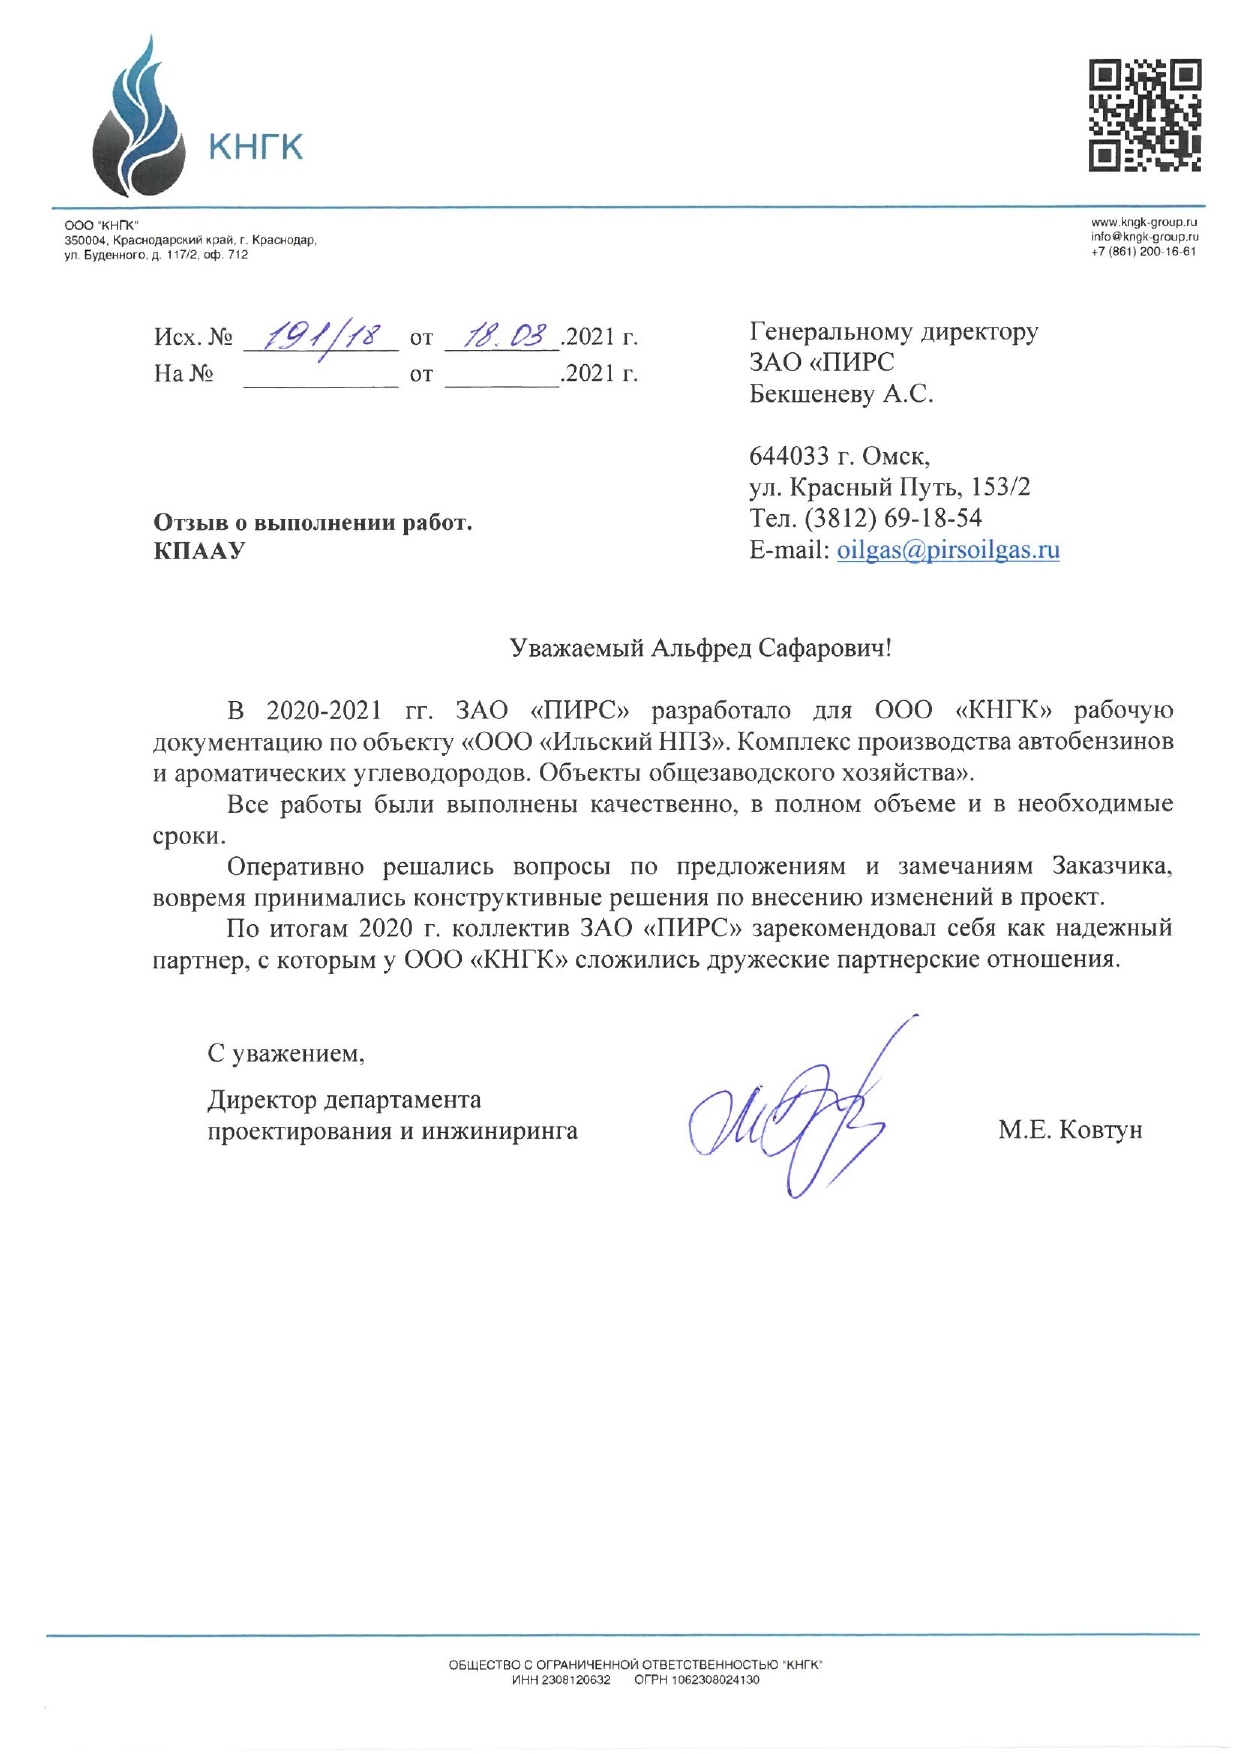 КНГК
ООО "КНГК"
350004, Краснодарский край, г. Краснодар,
ул. Буденного, д. 117/2, оф. 712
www.kngk-group.ru
info@kngk-group.ru
+7 (861) 200-16-61
Исх. № 191/18 от 18.03.2021 г.
На № от .2021 г.
Генеральному директору
ЗАО «ПИРС
Бекшеневу А.С.
644033 г. Омск,
ул. Красный Путь, 153/2
Тел. (3812) 69-18-54
E-mail: oilgas@pirsoilgas.ru
Отзыв о выполнении работ.
КПААУ
Уважаемый Альфред Сафарович!
В 2020-2021 гг. ЗАО «ПИРС» разработало для ООО «КНГК» рабочую
документацию по объекту «ООО «Ильский НПЗ». Комплекс производства автобензинов
и ароматических углеводородов. Объекты общезаводского хозяйства».
Все работы были выполнены качественно, в полном объеме и в необходимые
сроки.
Оперативно решались вопросы по предложениям и замечаниям Заказчика,
вовремя принимались конструктивные решения по внесению изменений в проект.
По итогам 2020 г. коллектив ЗАО «ПИРС» зарекомендовал себя как надежный
партнер, с которым у ООО «КНГК» сложились дружеские партнерские отношения.
С уважением,
Директор департамента
проектирования и инжиниринга
М.Е. Ковтун
ОБЩЕСТВО С ОГРАНИЧЕННОЙ ОТВЕТСТВЕННОСТЬЮ "КНГК"
ИНН 2308120632 ОГРН 1062308024130